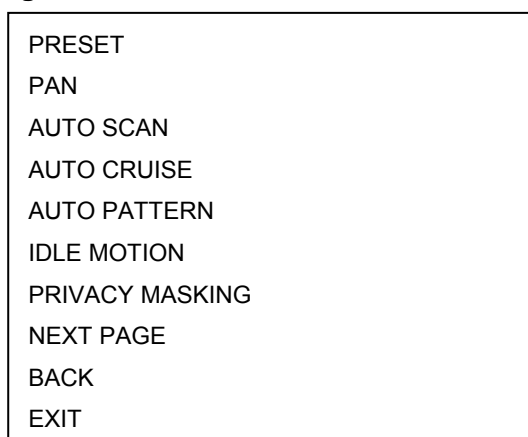 PRESET
PAN
AUTO SCAN
AUTO CRUISE
AUTO PATTERN
IDLE MOTION
PRIVACY MASKING
NEXT PAGE
BACK
EXIT